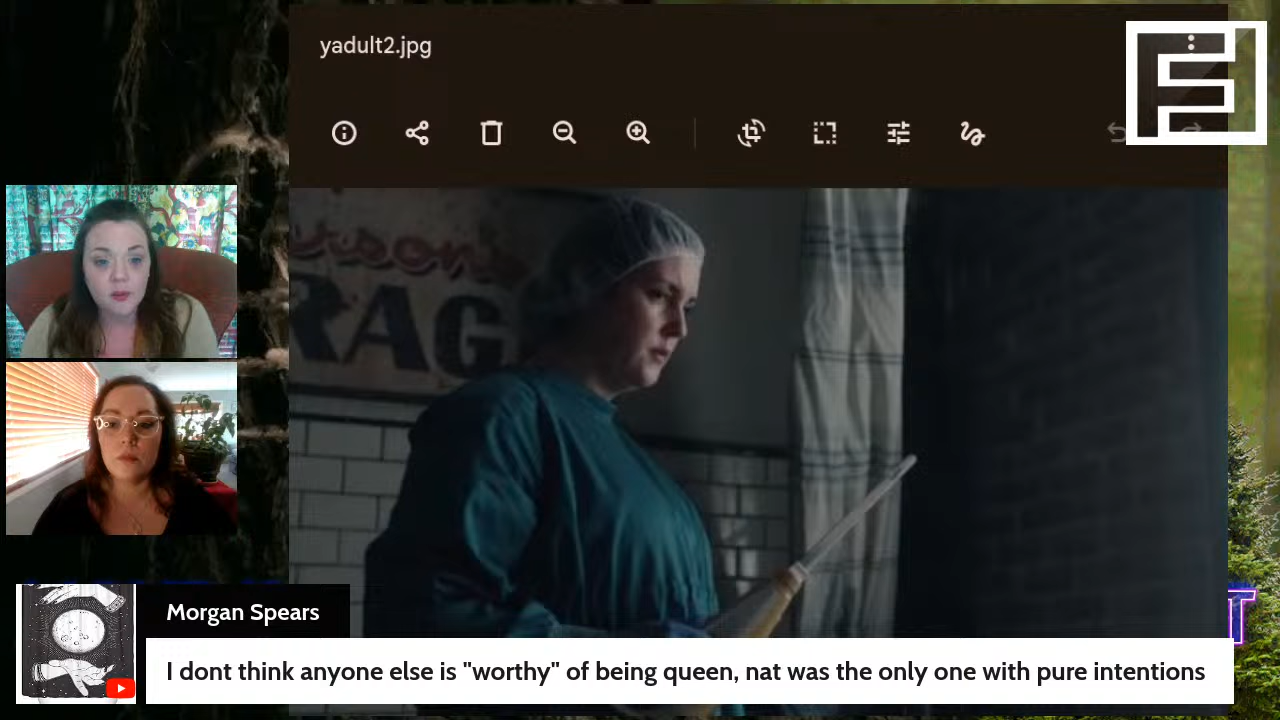 yadult2.jpg
RAG
Morgan Spears
I dont think anyone else is "worthy" of being queen, nat was the only one with pure intentions